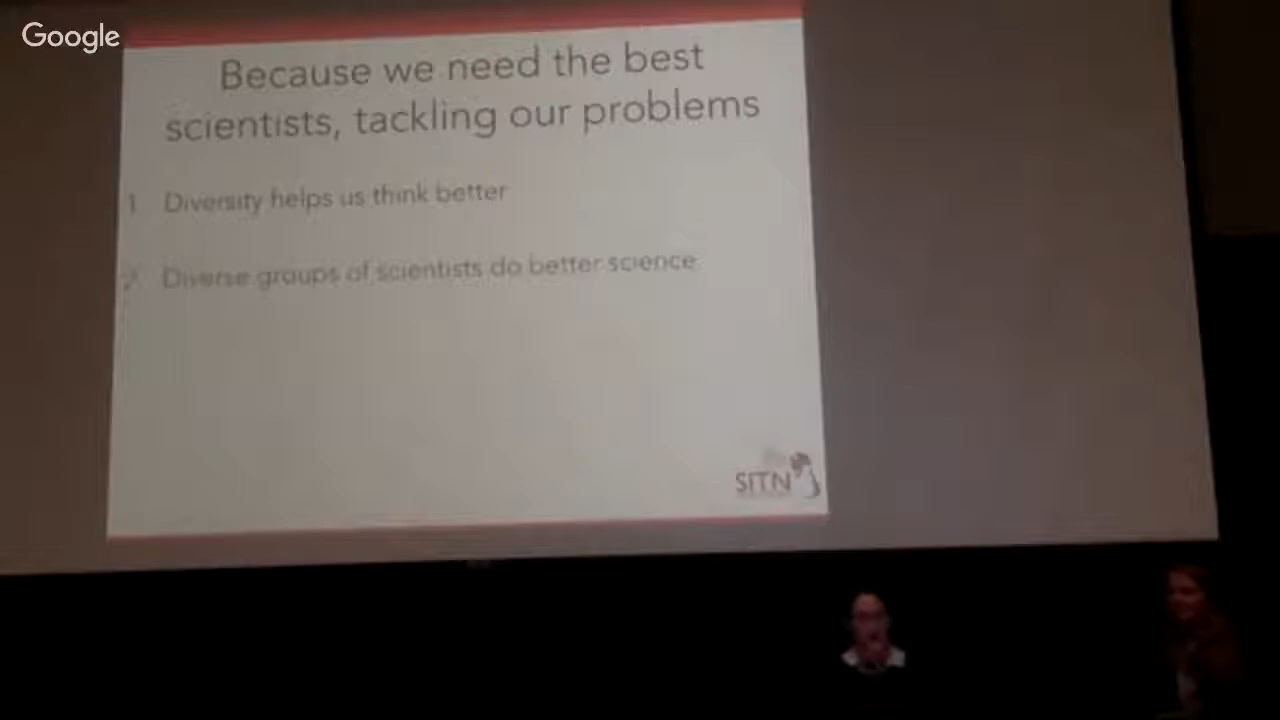 Google
Because we need the best
scientists, tackling our problems
1 Diversity helps us think better
2 Diverse groups of scientists do better science
SITN